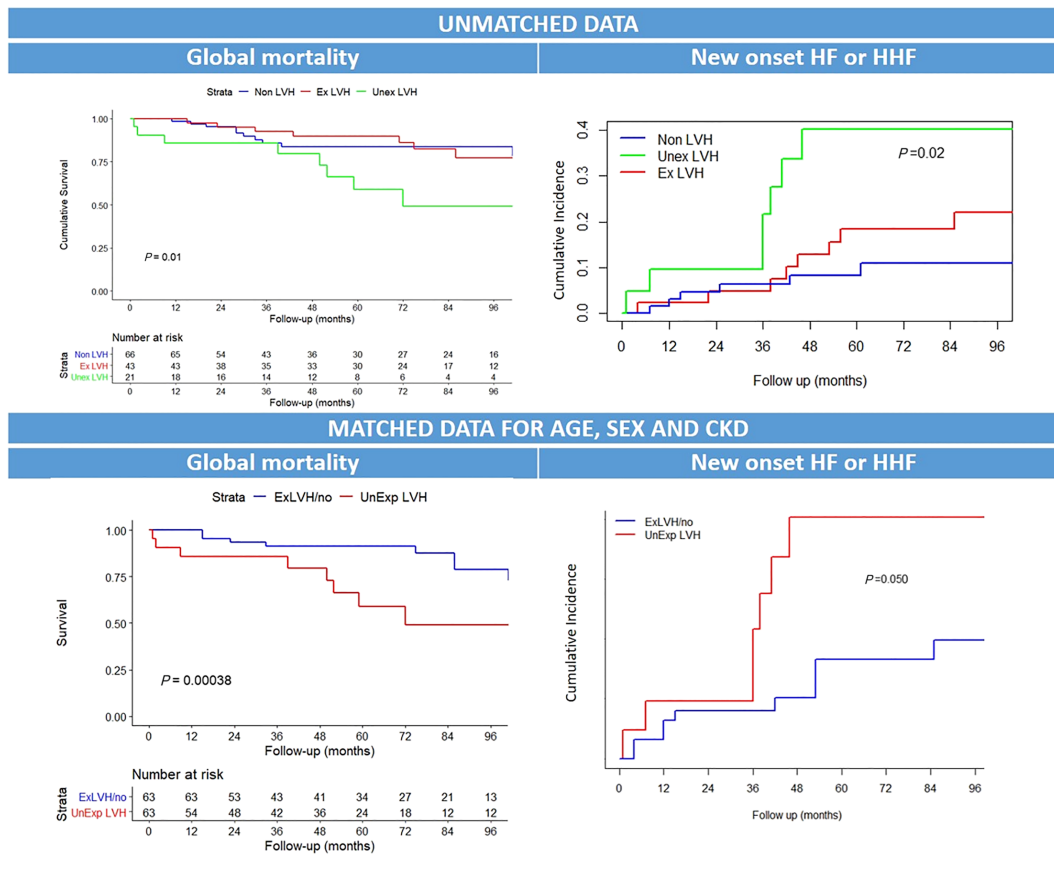 UNMATCHED DATA
Global mortality
New onset HF or HHF
Strata Non LVH Ex LVH Unex LVH
1.00
0.75
0.50
0.25
0.00
Cumulative Survival
P = 0.01
0 12 24 36 48 60 72 84 96
Follow-up (months)
Number at risk
Strata
Non LVH 66 65 54 43 36 30 27 24 16
Ex LVH 43 43 38 35 33 30 24 17 12
Unex LVH 21 18 16 14 12 8 6 4 4
0 12 24 36 48 60 72 84 96
Follow-up (months)
Non LVH
Unex LVH
Ex LVH
P=0.02
0.4
0.3
0.2
0.1
0.0
Cumulative Incidence
0 12 24 36 48 60 72 84 96
Follow up (months)
MATCHED DATA FOR AGE, SEX AND CKD
Global mortality
New onset HF or HHF
Strata ExLVH/no UnExp LVH
1.00
0.75
0.50
0.25
0.00
Survival
P = 0.00038
0 12 24 36 48 60 72 84 96
Follow-up (months)
Number at risk
Strata
ExLVH/no 63 63 53 43 41 34 27 21 13
UnExp LVH 63 54 48 42 36 24 18 12 12
0 12 24 36 48 60 72 84 96
Follow-up (months)
ExLVH/no
UnExp LVH
P=0.050
Cumulative Incidence
0 12 24 36 48 60 72 84 96
Follow up (months)